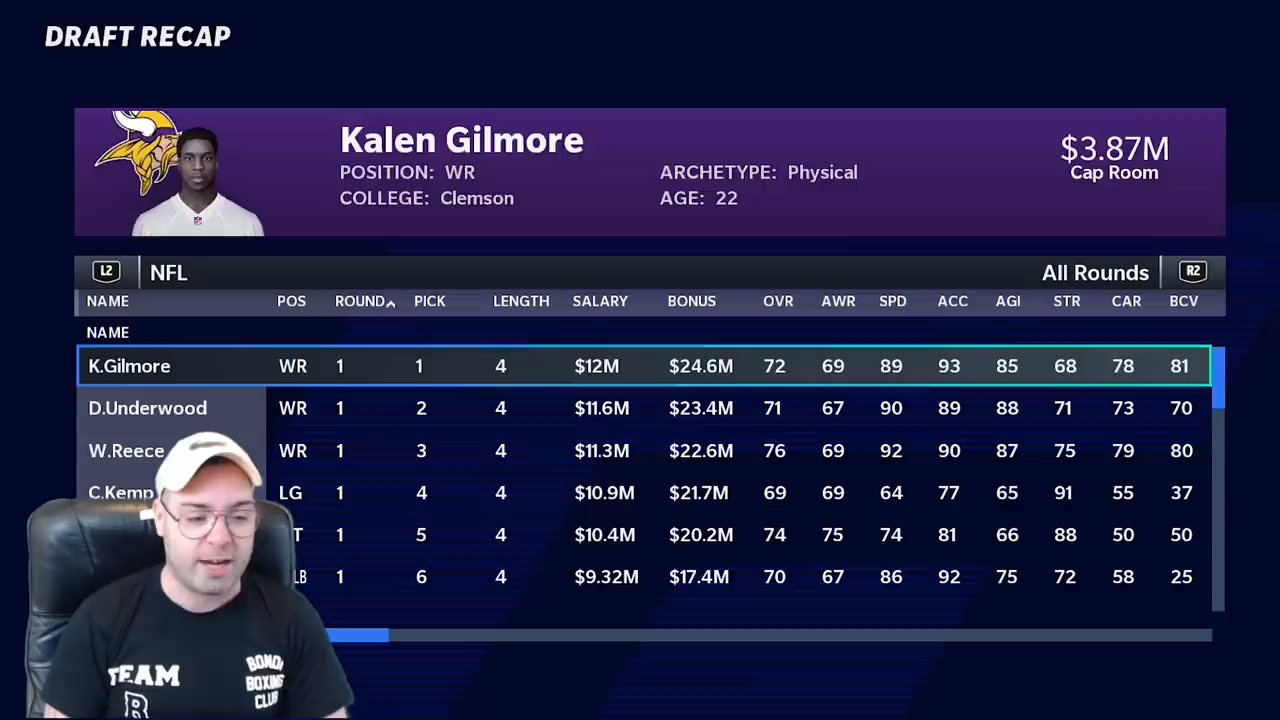 DRAFT RECAP
Kalen Gilmore
POSITION: WR
ARCHETYPE: Physical
COLLEGE: Clemson
AGE: 22
$3.87M
Cap Room
L2 NFL All Rounds R2
NAME POS ROUND PICK LENGTH SALARY BONUS OVR AWR SPD ACC AGI STR CAR BCV
NAME
K.Gilmore WR 1 1 4 $12M $24.6M 72 69 89 93 85 68 78 81
D.Underwood WR 1 2 4 $11.6M $23.4M 71 67 90 89 88 71 73 70
W.Reece WR 1 3 4 $11.3M $22.6M 76 69 92 90 87 75 79 80
C.Kemp LG 1 4 4 $10.9M $21.7M 69 69 64 77 65 91 55 37
T 1 5 4 $10.4M $20.2M 74 75 74 81 66 88 50 50
LB 1 6 4 $9.32M $17.4M 70 67 86 92 75 72 58 25
TEAM
B
BOXING
CLUB